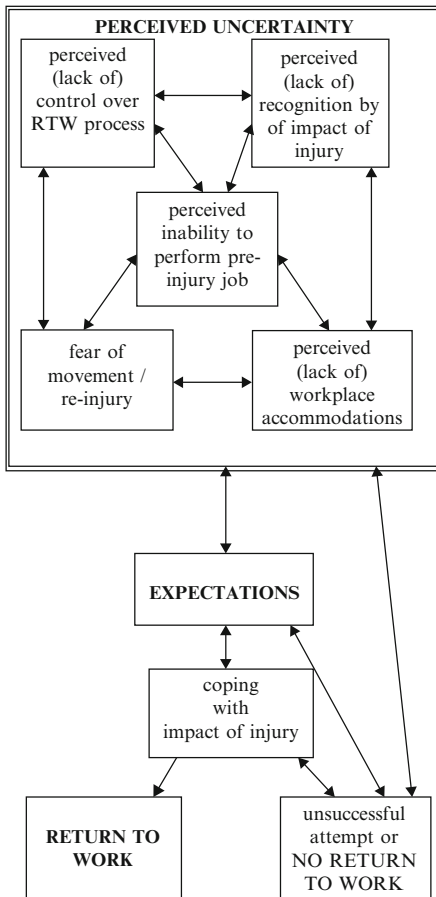 PERCEIVED UNCERTAINTY
perceived
(lack of)
control over
RTW process
perceived
(lack of)
recognition by
of impact of
injury
perceived
inability to
perform pre-
injury job
fear of
movement /
re-injury
perceived
(lack of)
workplace
accommodations
EXPECTATIONS
coping
with
impact of injury
RETURN TO
WORK
unsuccessful
attempt or
NO RETURN
TO WORK